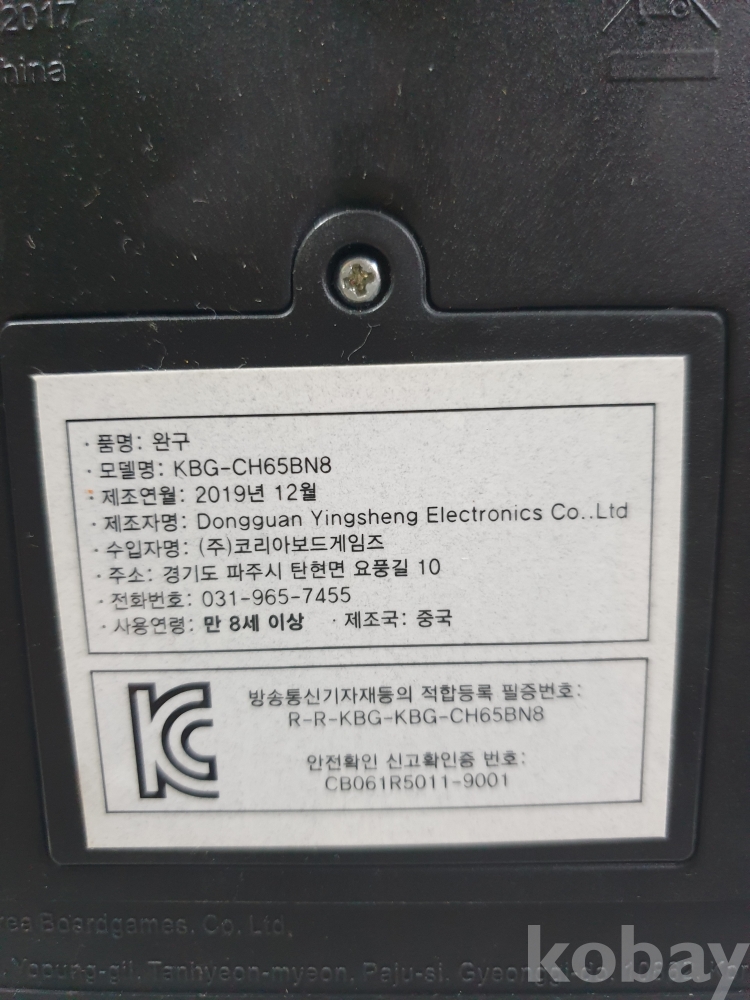 2017
· 품명: 완구
· 모델명: KBG-CH65BN8
· 제조연월: 2019년 12월
· 제조자명: Dongguan Yingsheng Electronics Co..Ltd
· 수입자명: (주)코리아보드게임즈
· 주소: 경기도 파주시 탄현면 요풍길 10
· 전화번호: 031-965-7455
· 사용연령: 만 8세 이상 · 제조국: 중국
방송통신기자재등의 적합등록 필증번호:
R-R-KBG-KBG-CH65BN8
안전확인 신고확인증 번호:
CB061R5011-9001
Boardgames. Co. Ltd,
Tanhyeon-myeon, Paju-si,
kobay